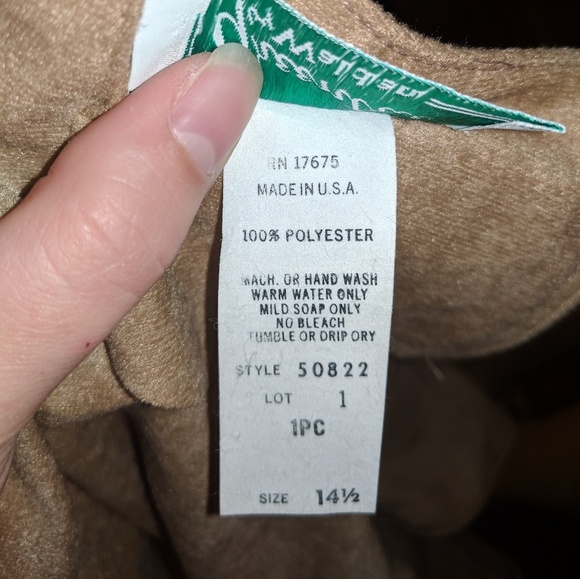 RN 17675
MADE IN U.S.A.
100% POLYESTER
MACH. OR HAND WASH
WARM WATER ONLY
MILD SOAP ONLY
NO BLEACH
TUMBLE OR DRIP DRY
STYLE 50822
LOT 1
1PC
SIZE 14½